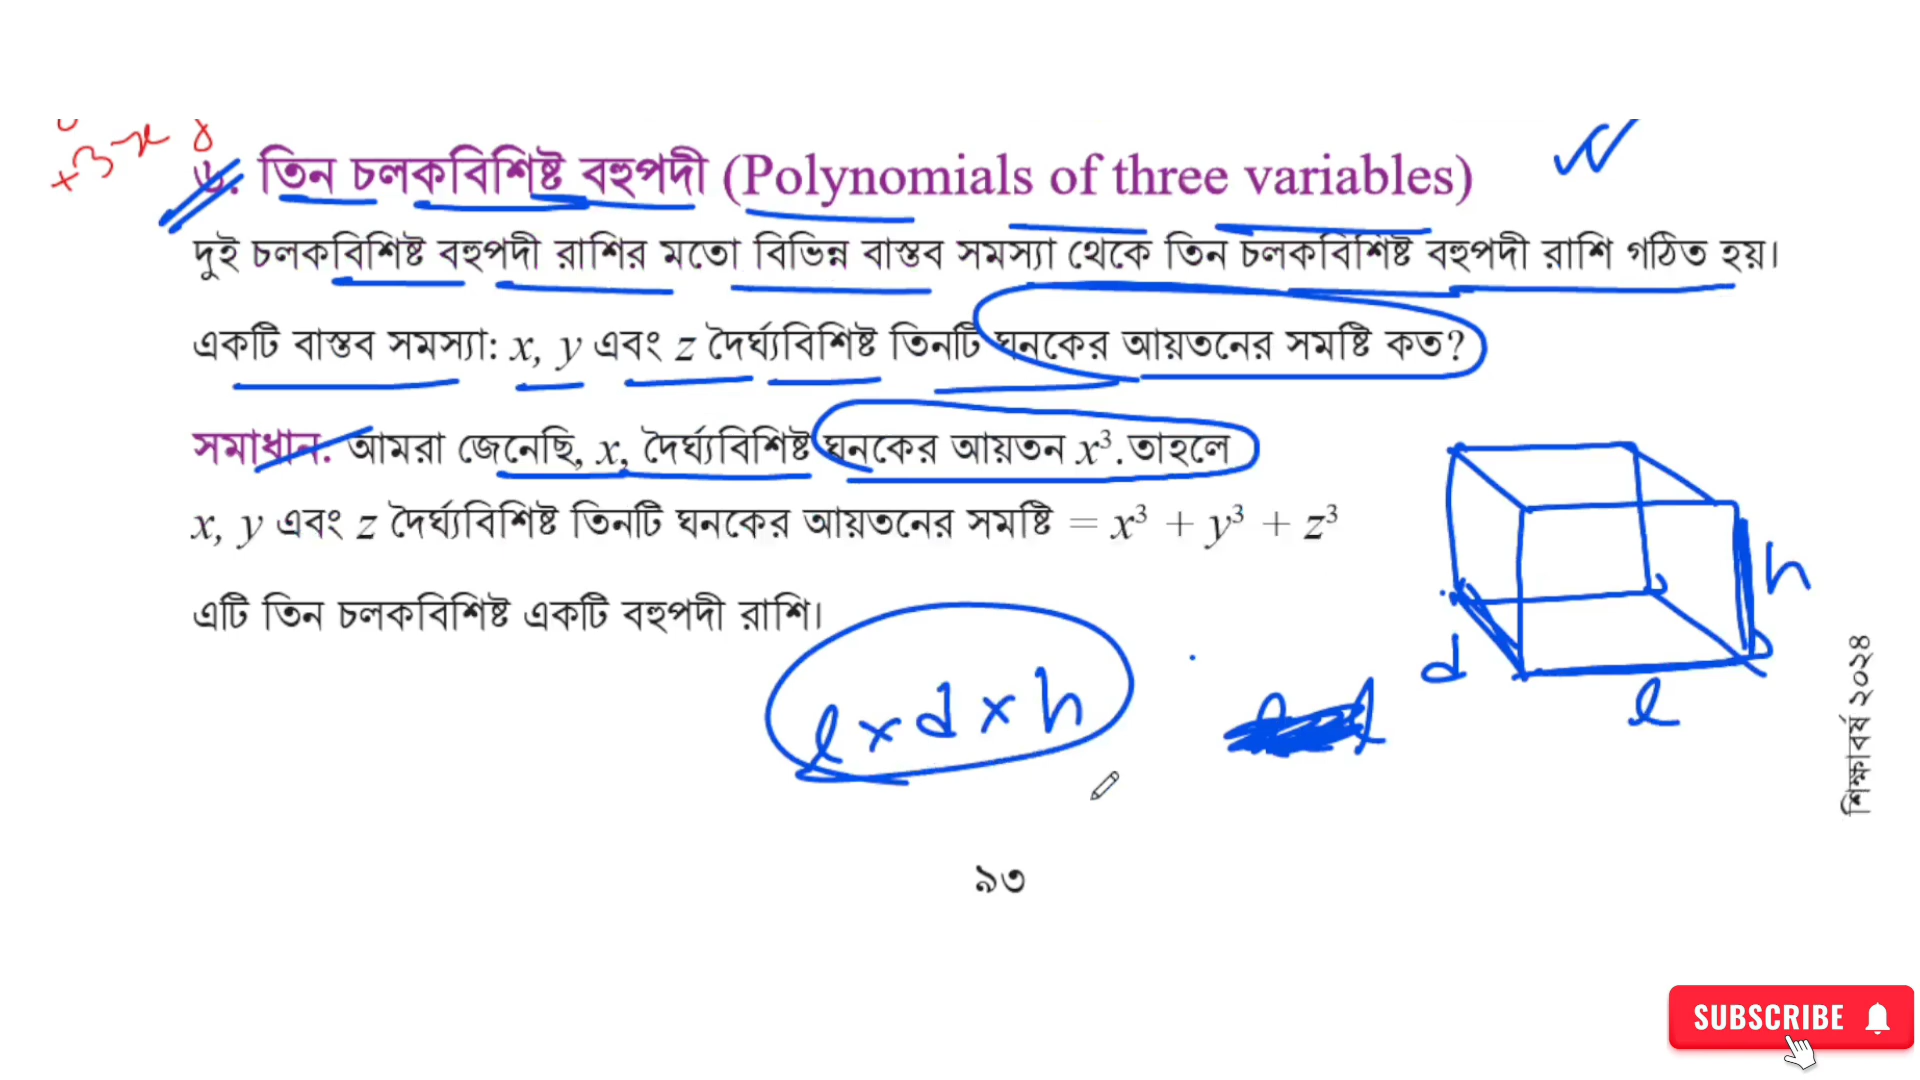 +3x y
৬. তিন চলকবিশিষ্ট বহুপদী (Polynomials of three variables)
দুই চলকবিশিষ্ট বহুপদী রাশির মতো বিভিন্ন বাস্তব সমস্যা থেকে তিন চলকবিশিষ্ট বহুপদী রাশি গঠিত হয়।
একটি বাস্তব সমস্যা: x, y এবং z দৈর্ঘ্যবিশিষ্ট তিনটি ঘনকের আয়তনের সমষ্টি কত?
সমাধান: আমরা জেনেছি, x, দৈর্ঘ্যবিশিষ্ট ঘনকের আয়তন x³. তাহলে
x, y এবং z দৈর্ঘ্যবিশিষ্ট তিনটি ঘনকের আয়তনের সমষ্টি = x³ + y³ + z³
এটি তিন চলকবিশিষ্ট একটি বহুপদী রাশি।
l × d × h
h
d
l
শিক্ষাবর্ষ ২০২৪
৯৩
SUBSCRIBE